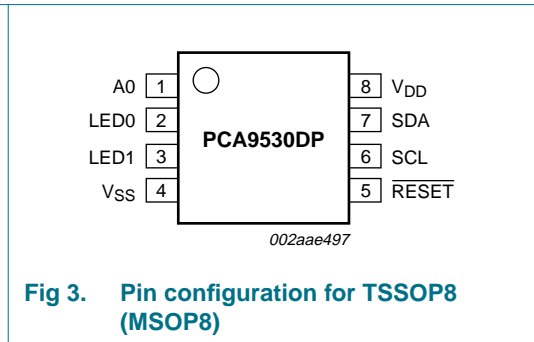 A0 1 8 VDD
LED0 2 7 SDA
PCA9530DP
LED1 3 6 SCL
VSS 4 5 RESET
002aae497
Fig 3. Pin configuration for TSSOP8
(MSOP8)